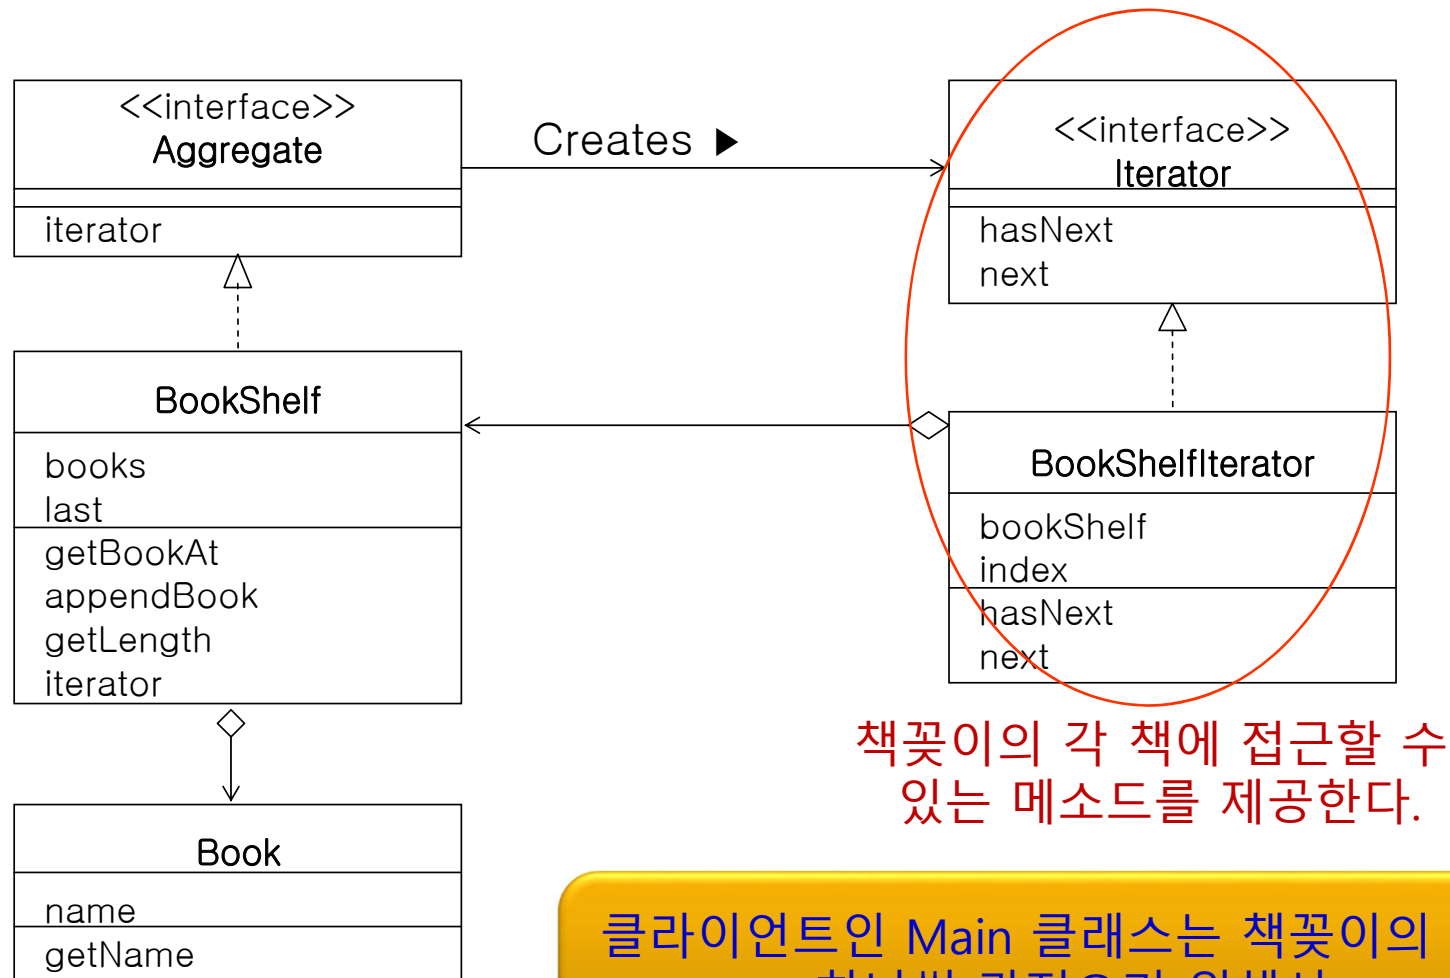 <<interface>>
Aggregate
iterator
Creates ▶
<<interface>>
Iterator
hasNext
next
BookShelf
books
last
getBookAt
appendBook
getLength
iterator
BookShelfIterator
bookShelf
index
hasNext
next
책꽂이의 각 책에 접근할 수
있는 메소드를 제공한다.
Book
name
getName
클라이언트인 Main 클래스는 책꽂이의